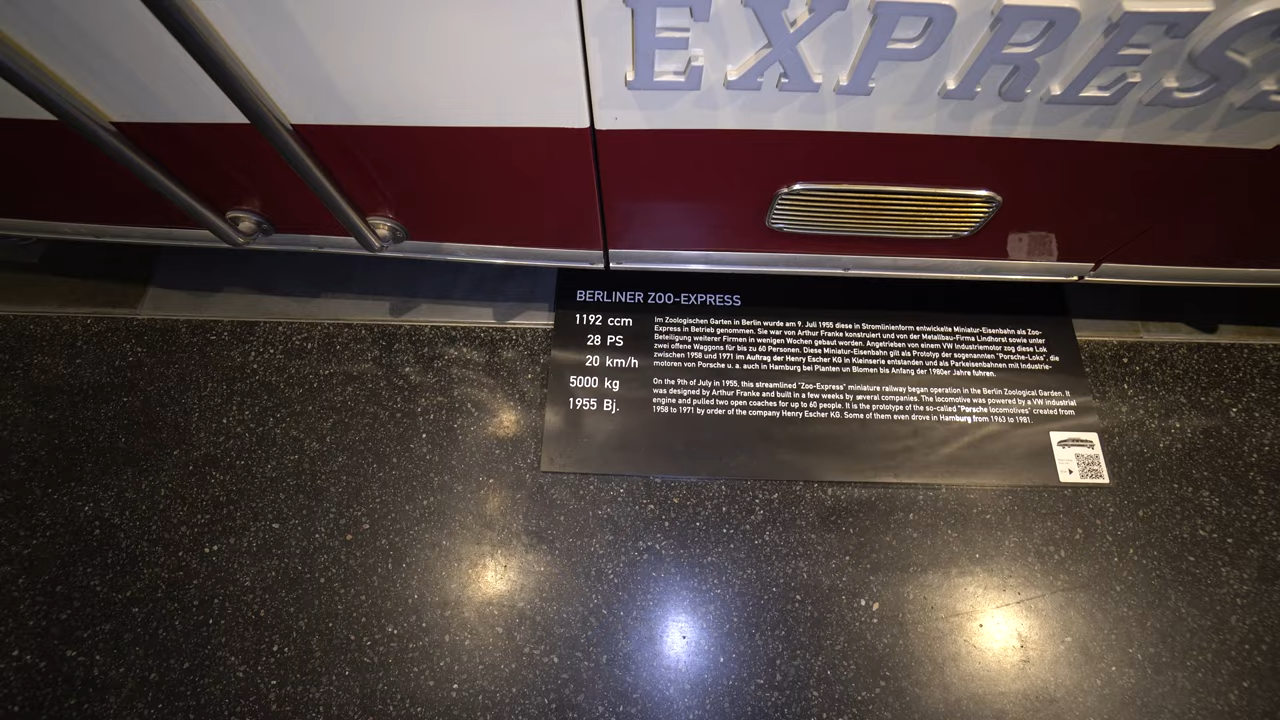 EXPRESS
BERLINER ZOO-EXPRESS
1192 ccm
28 PS
20 km/h
5000 kg
1955 Bj.
Im Zoologischen Garten in Berlin wurde am 9. Juli 1955 diese in Stromlinienform entwickelte Miniatur-Eisenbahn als Zoo-
Express in Betrieb genommen. Sie war von Arthur Franke konstruiert und von der Metallbau-Firma Lindhorst sowie unter
Beteiligung weiterer Firmen in wenigen Wochen gebaut worden. Angetrieben von einem VW Industriemotor zog diese Lok
zwei offene Waggons für bis zu 60 Personen. Diese Miniatur-Eisenbahn gilt als Prototyp der sogenannten "Porsche-Loks", die
zwischen 1958 und 1971 im Auftrag der Henry Escher KG in Kleinserie entstanden und als Parkeisenbahnen mit Industrie-
motoren von Porsche u. a. auch in Hamburg bei Planten un Blomen bis Anfang der 1980er Jahre fuhren.
On the 9th of July in 1955, this streamlined "Zoo-Express" miniature railway began operation in the Berlin Zoological Garden. It
was designed by Arthur Franke and built in a few weeks by several companies. The locomotive was powered by a VW industrial
engine and pulled two open coaches for up to 60 people. It is the prototype of the so-called "Porsche locomotives" created from
1958 to 1971 by order of the company Henry Escher KG. Some of them even drove in Hamburg from 1963 to 1981.